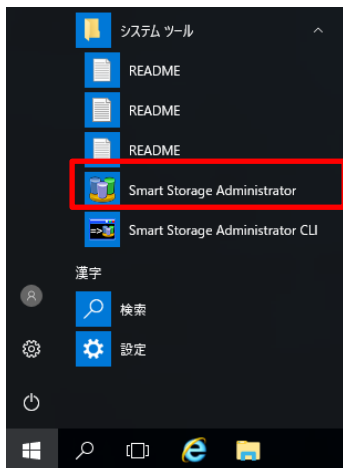 システム ツール
README
README
README
Smart Storage Administrator
Smart Storage Administrator CLI
漢字
検索
設定